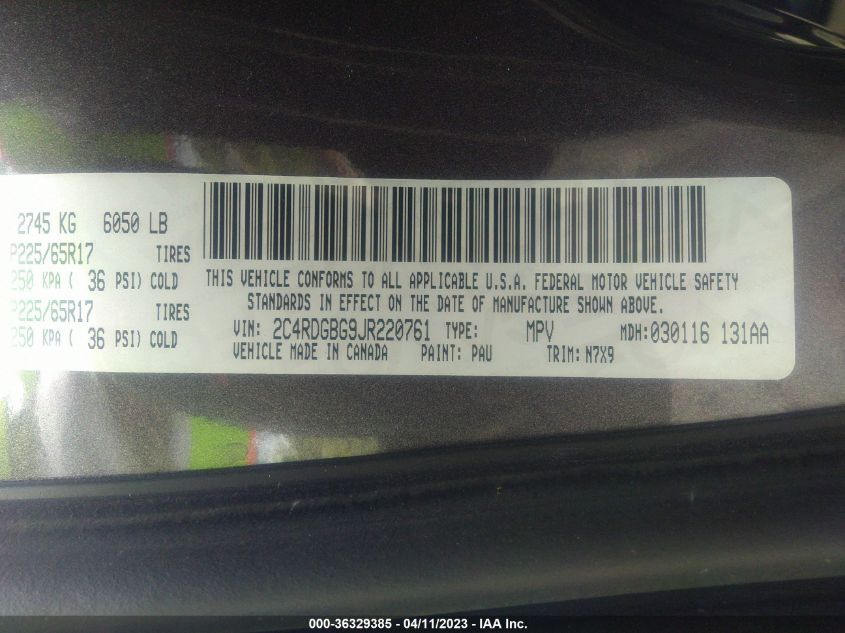 2745 KG 6050 LB
P225/65R17 TIRES
250 KPA ( 36 PSI) COLD
P225/65R17 TIRES
250 KPA ( 36 PSI) COLD
THIS VEHICLE CONFORMS TO ALL APPLICABLE U.S.A. FEDERAL MOTOR VEHICLE SAFETY
STANDARDS IN EFFECT ON THE DATE OF MANUFACTURE SHOWN ABOVE.
VIN: 2C4RDGBG9JR220761 TYPE: MPV MDH:030116 131AA
VEHICLE MADE IN CANADA PAINT: PAU TRIM: N7X9
000-36329385 - 04/11/2023 - IAA Inc.